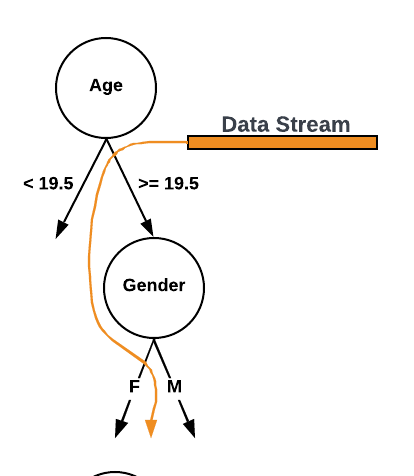 Age
Data Stream
< 19.5
>= 19.5
Gender
F
M